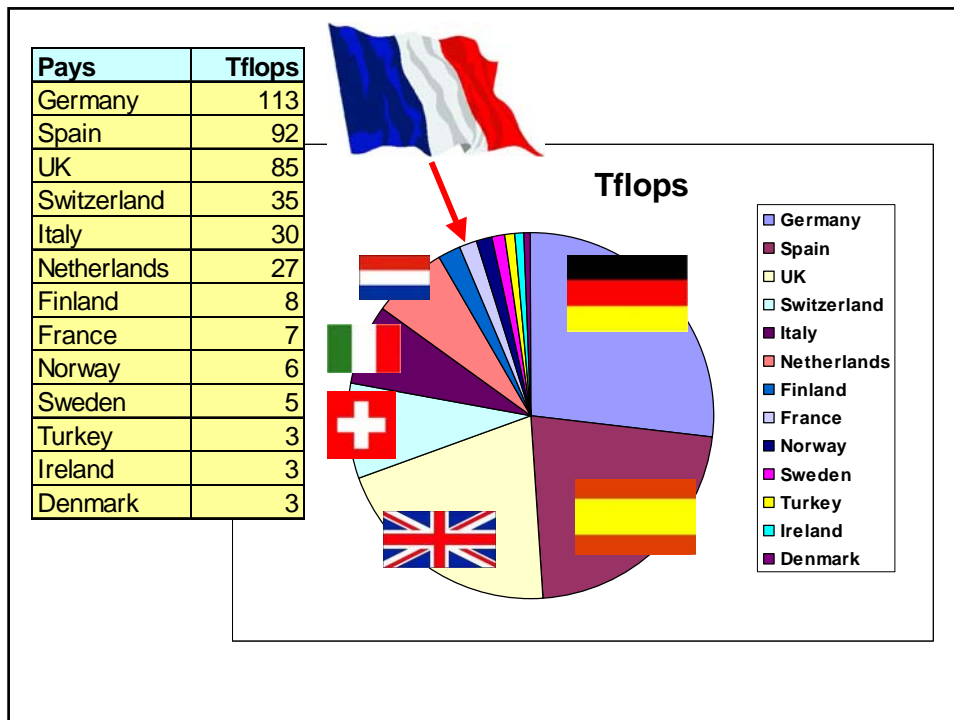 Pays Tflops
Germany 113
Spain 92
UK 85
Switzerland 35
Italy 30
Netherlands 27
Finland 8
France 7
Norway 6
Sweden 5
Turkey 3
Ireland 3
Denmark 3
Tflops
Germany
Spain
UK
Switzerland
Italy
Netherlands
Finland
France
Norway
Sweden
Turkey
Ireland
Denmark